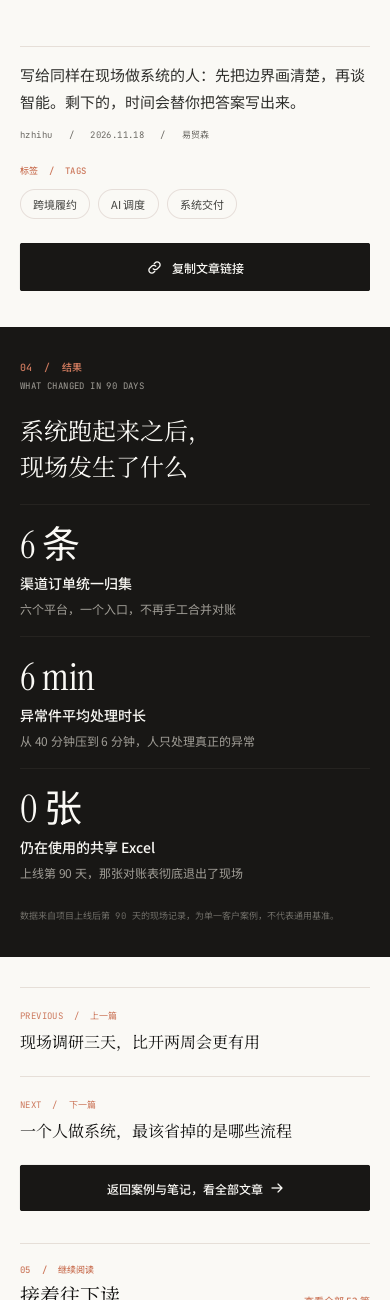 写给同样在现场做系统的人：先把边界画清楚，再谈
智能。剩下的，时间会替你把答案写出来。
hzhihu / 2026.11.18 / 易贸森
标签 / TAGS
跨境履约 AI 调度 系统交付
复制文章链接
04 / 结果
WHAT CHANGED IN 90 DAYS
系统跑起来之后，
现场发生了什么
6 条
渠道订单统一归集
六个平台，一个入口，不再手工合并对账
6 min
异常件平均处理时长
从 40 分钟压到 6 分钟，人只处理真正的异常
0 张
仍在使用的共享 Excel
上线第 90 天，那张对账表彻底退出了现场
数据来自项目上线后第 90 天的现场记录，为单一客户案例，不代表通用基准。
PREVIOUS / 上一篇
现场调研三天，比开两周会更有用
NEXT / 下一篇
一个人做系统，最该省掉的是哪些流程
返回案例与笔记，看全部文章 →
05 / 继续阅读
接着往下读